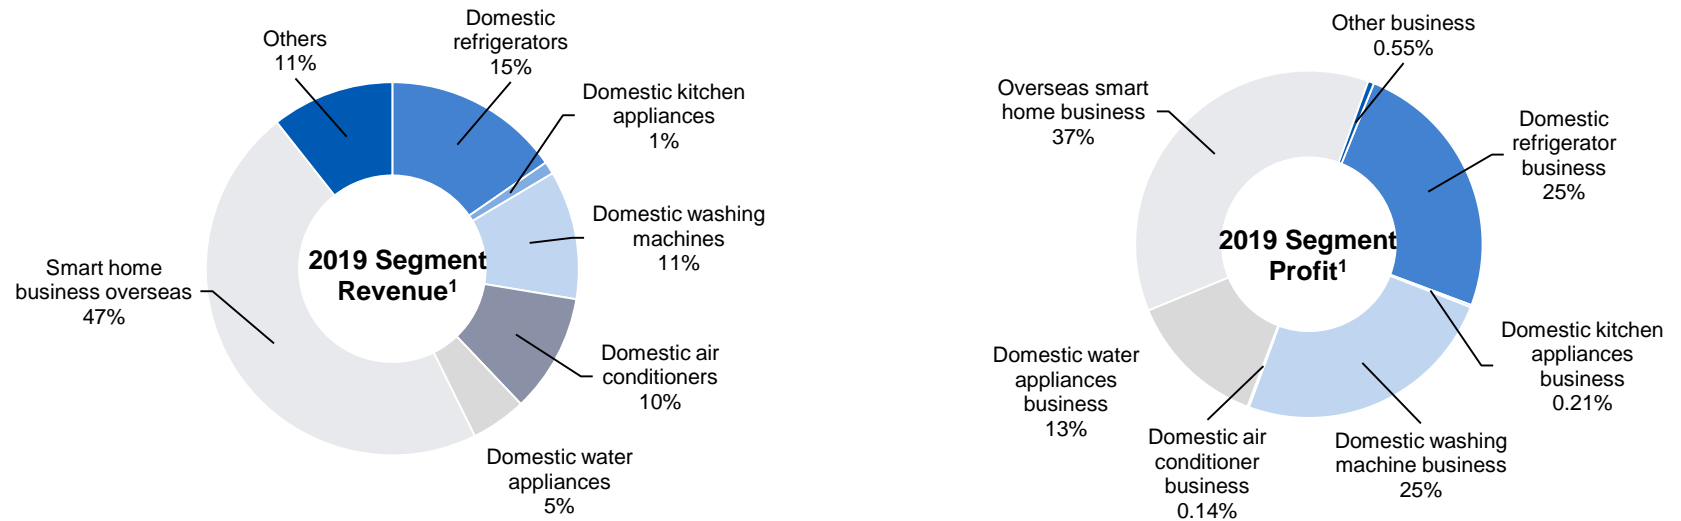 Others
11%
Domestic
refrigerators
15%
Domestic kitchen
appliances
1%
Domestic washing
machines
11%
Domestic air
conditioners
10%
Domestic water
appliances
5%
Smart home
business overseas
47%
2019 Segment
Revenue¹
Other business
0.55%
Domestic
refrigerator
business
25%
Domestic kitchen
appliances
business
0.21%
Domestic washing
machine business
25%
Domestic air
conditioner
business
0.14%
Domestic water
appliances
business
13%
Overseas smart
home business
37%
2019 Segment
Profit¹